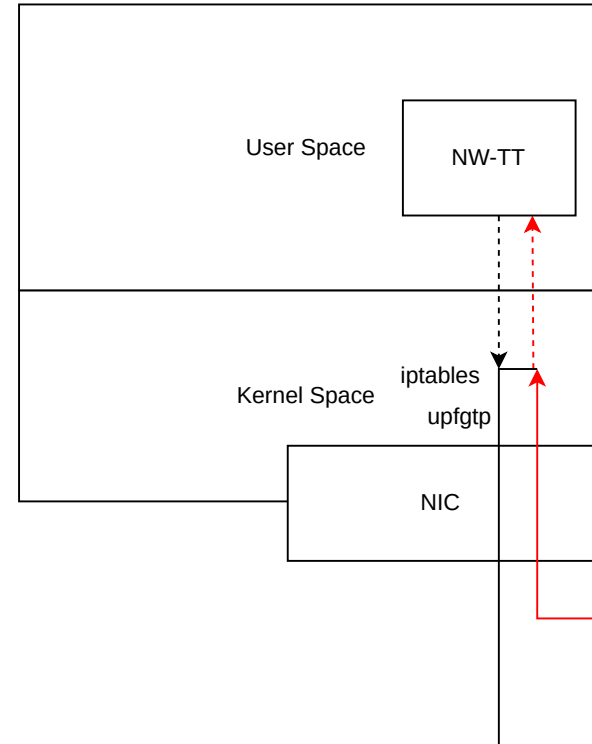 User Space
NW-TT
iptables
Kernel Space
upfgtp
NIC